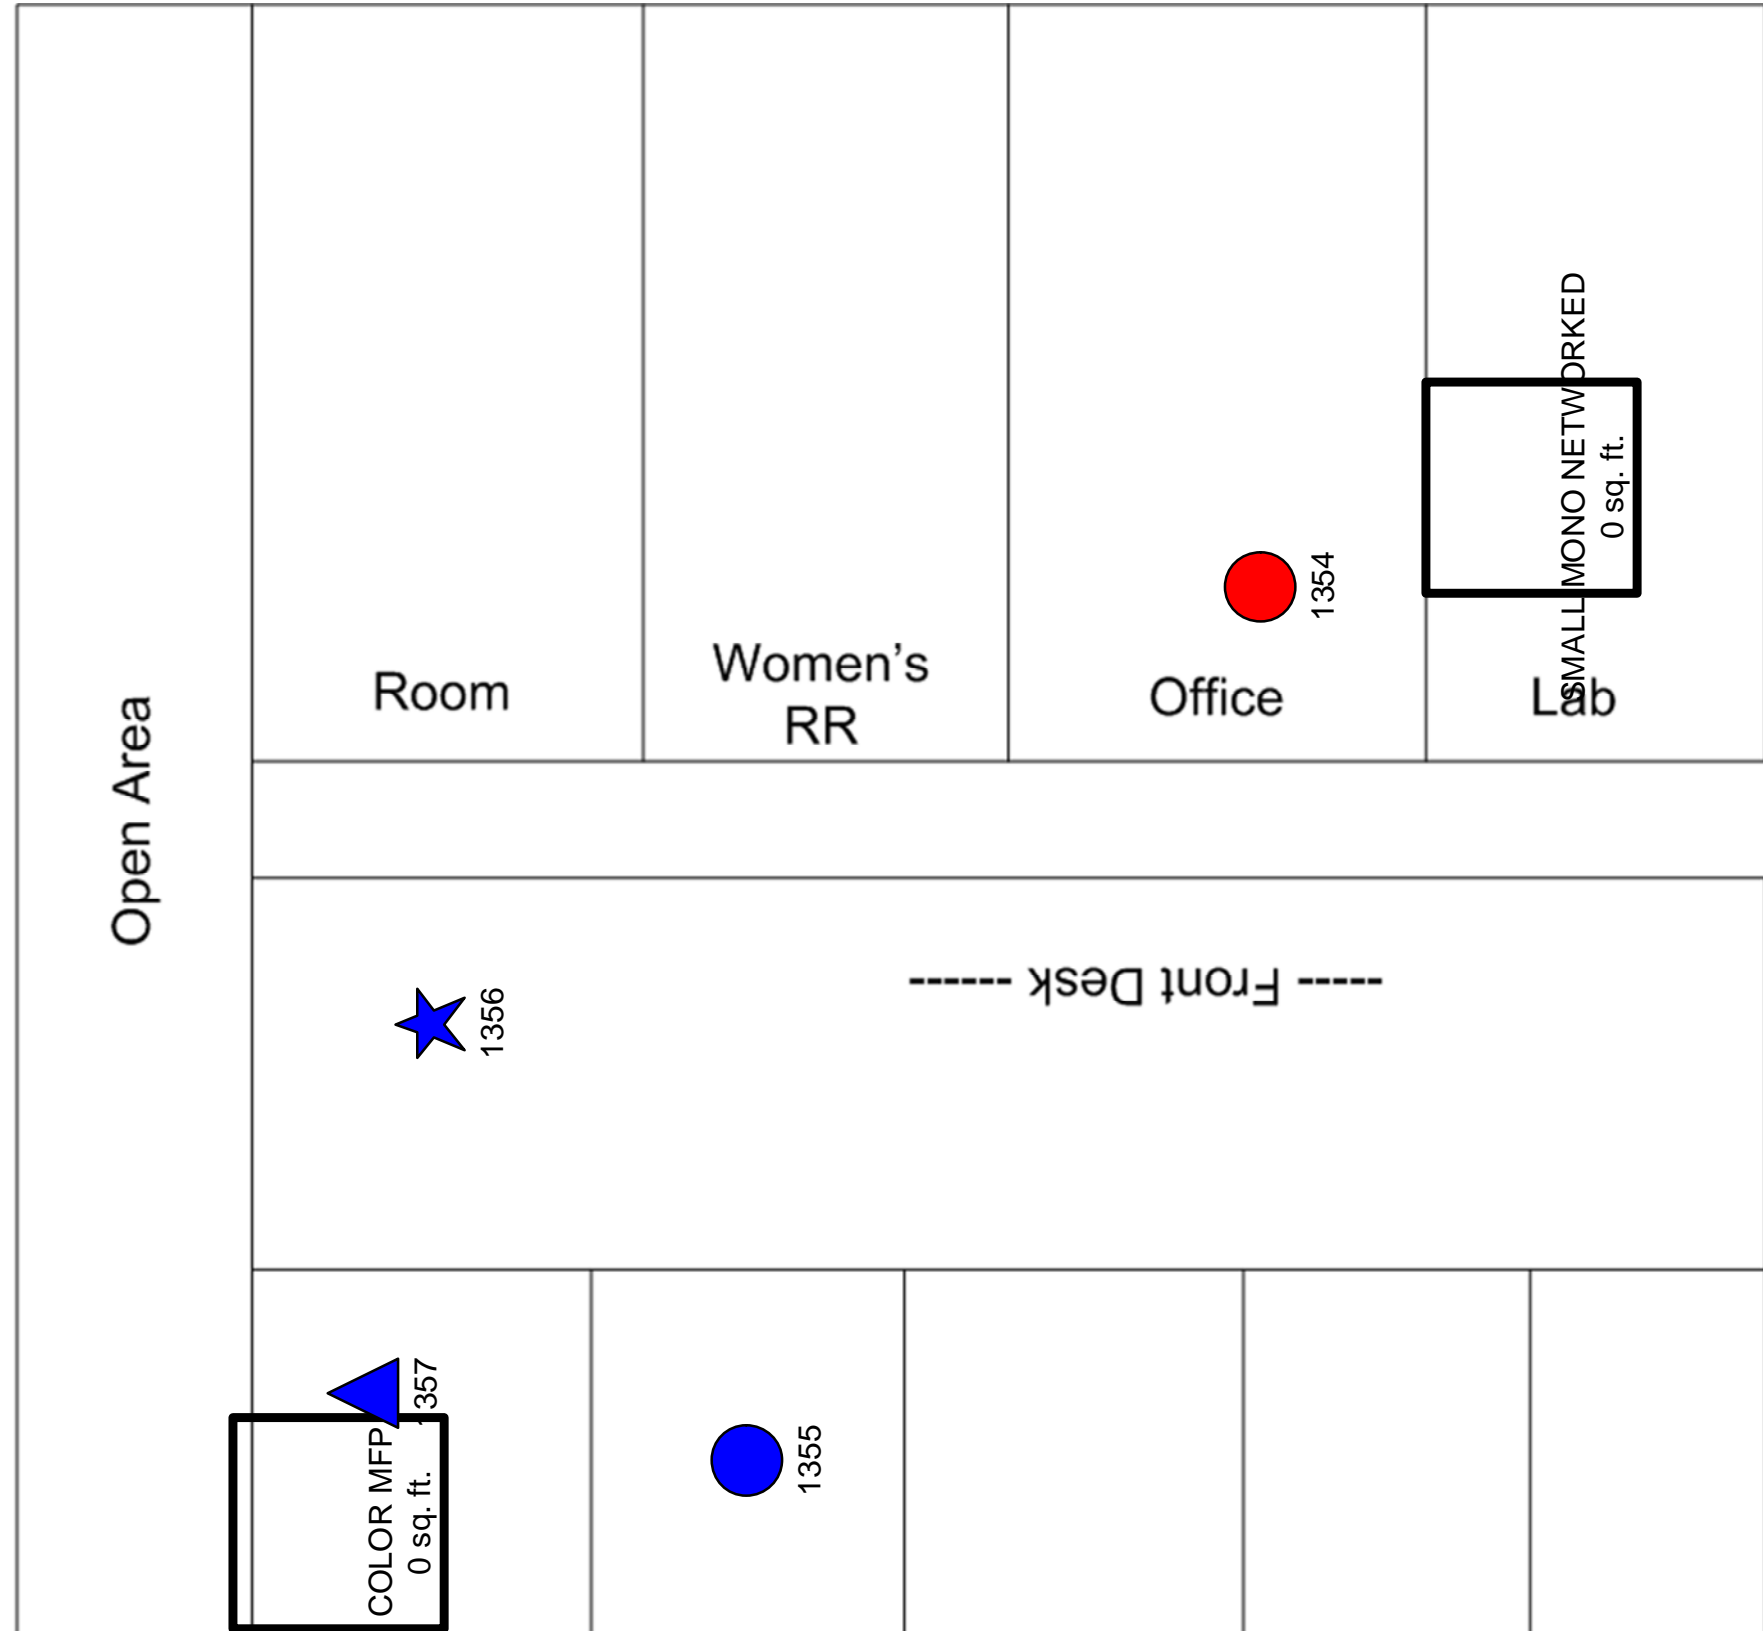 SMALL MONO NETWORKED
0 sq. ft.
1354
Room
Women's
RR
Office
Lab
Open Area
----- Front Desk ------
1356
1357
COLOR MFP
0 sq. ft.
1355